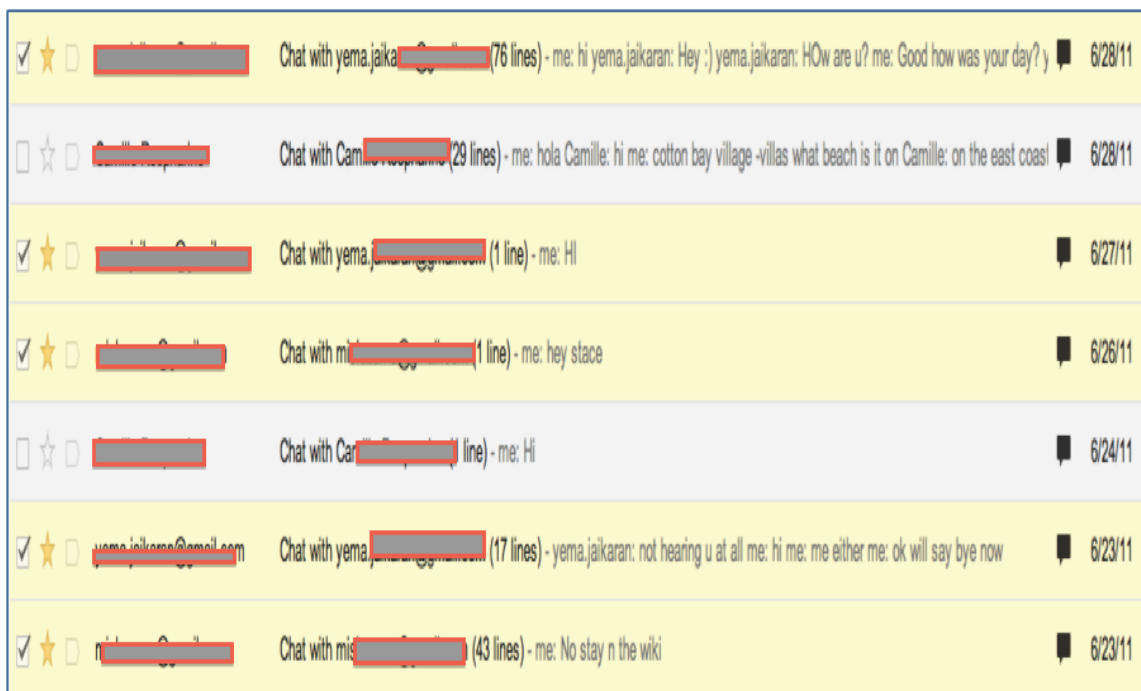 Chat with yema.jaika (76 lines) - me: hi yema.jaikaran: Hey :) yema.jaikaran: HOw are u? me: Good how was your day? y 6/28/11
Chat with Cam (29 lines) - me: hola Camille: hi me: cotton bay village -villas what beach is it on Camille: on the east coast 6/28/11
Chat with yema.j (1 line) - me: HI 6/27/11
Chat with mi (1 line) - me: hey stace 6/26/11
Chat with Car line) - me: Hi 6/24/11
Chat with yema. (17 lines) - yema.jaikaran: not hearing u at all me: hi me: me either me: ok will say bye now 6/23/11
Chat with mis (43 lines) - me: No stay n the wiki 6/23/11